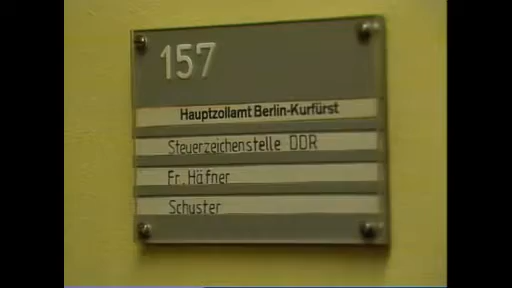 157
Hauptzollamt Berlin-Kurfürst
Steuerzeichenstelle DDR
Fr. Häfner
Schuster